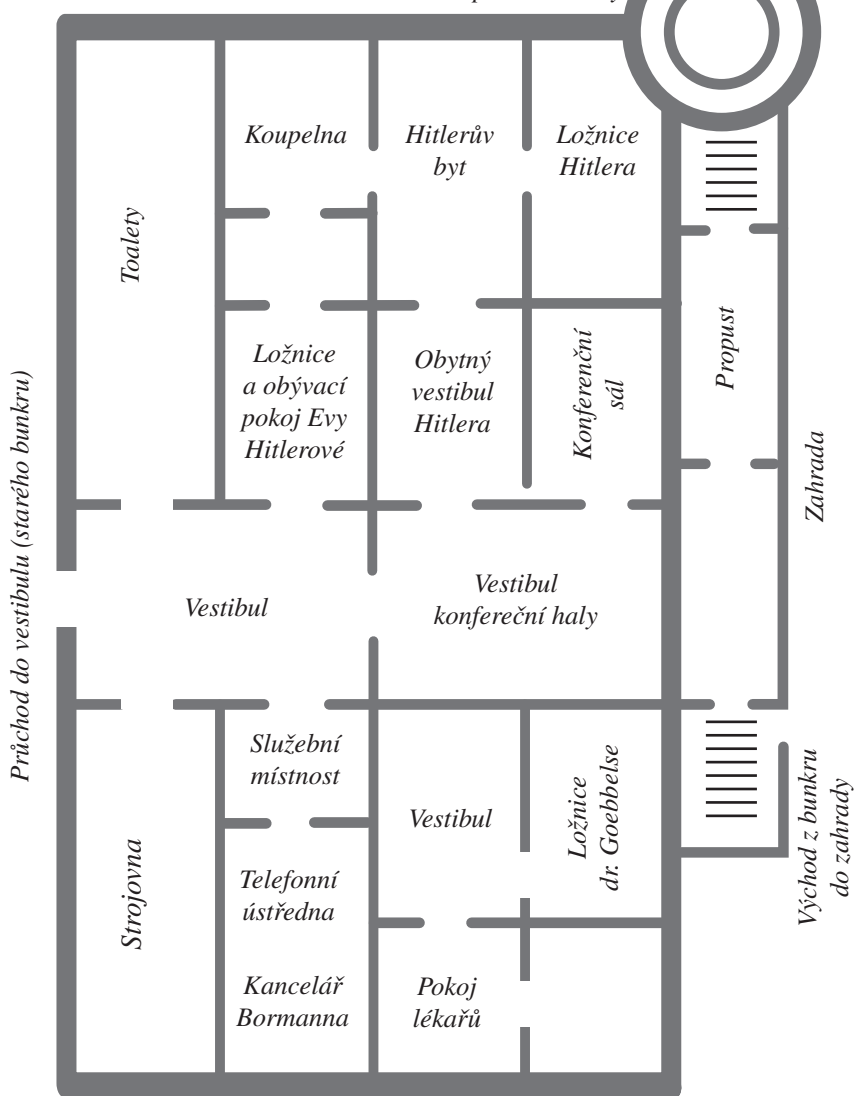 Koupelna
Hitlerův
byt
Ložnice
Hitlera
Toalety
Ložnice
a obývací
pokoj Evy
Hitlerové
Obytný
vestibul
Hitlera
Konferenční
sál
Propust
Zahrada
Průchod do vestibulu (starého bunkru)
Vestibul
Vestibul
konfereční haly
Služební
místnost
Vestibul
Ložnice
dr. Goebbelse
Východ z bunkru
do zahrady
Strojovna
Telefonní
ústředna
Kancelář
Bormanna
Pokoj
lékařů